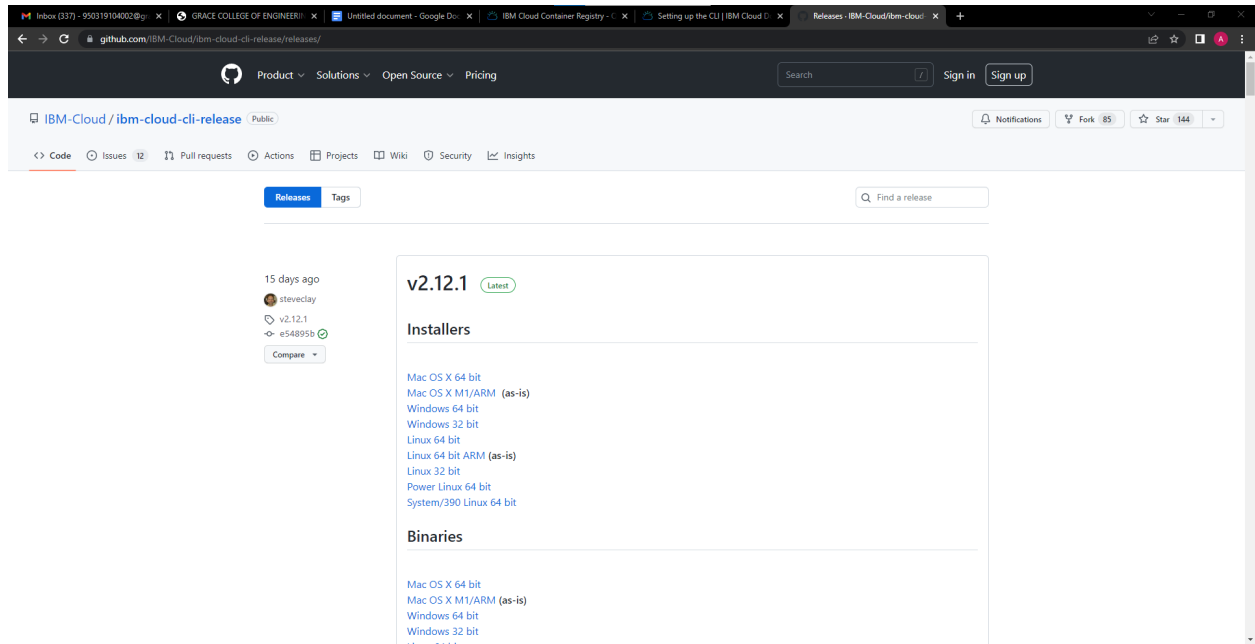 Inbox (337) - 950319104002@gr
GRACE COLLEGE OF ENGINEERIN
Untitled document - Google Doc
IBM Cloud Container Registry - C
Setting up the CLI | IBM Cloud D
Releases · IBM-Cloud/ibm-cloud-
github.com/IBM-Cloud/ibm-cloud-cli-release/releases/
A
Product Solutions Open Source Pricing
Search /
Sign in Sign up
IBM-Cloud / ibm-cloud-cli-release Public
Notifications Fork 85 Star 144
Code Issues 12 Pull requests Actions Projects Wiki Security Insights
Releases Tags
Find a release
15 days ago
steveclay
v2.12.1
e54895b
Compare
v2.12.1 Latest
Installers
Mac OS X 64 bit
Mac OS X M1/ARM (as-is)
Windows 64 bit
Windows 32 bit
Linux 64 bit
Linux 64 bit ARM (as-is)
Linux 32 bit
Power Linux 64 bit
System/390 Linux 64 bit
Binaries
Mac OS X 64 bit
Mac OS X M1/ARM (as-is)
Windows 64 bit
Windows 32 bit